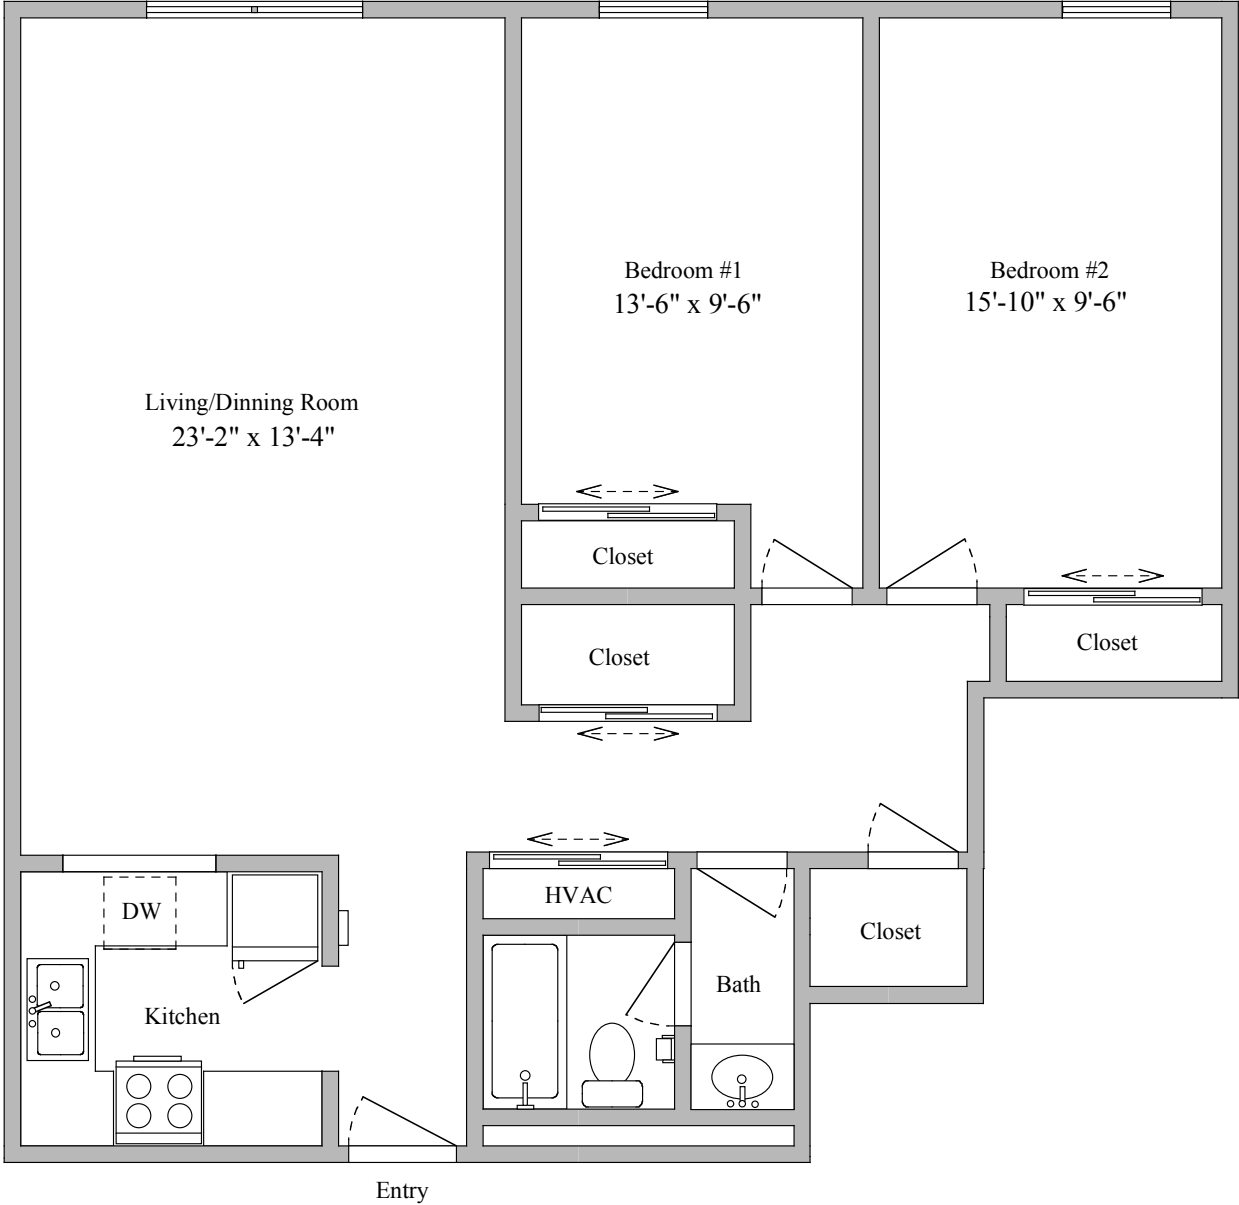 Bedroom #1
13'-6" x 9'-6"
Bedroom #2
15'-10" x 9'-6"
Living/Dinning Room
23'-2" x 13'-4"
Closet
Closet
Closet
HVAC
DW
Closet
Bath
Kitchen
Entry